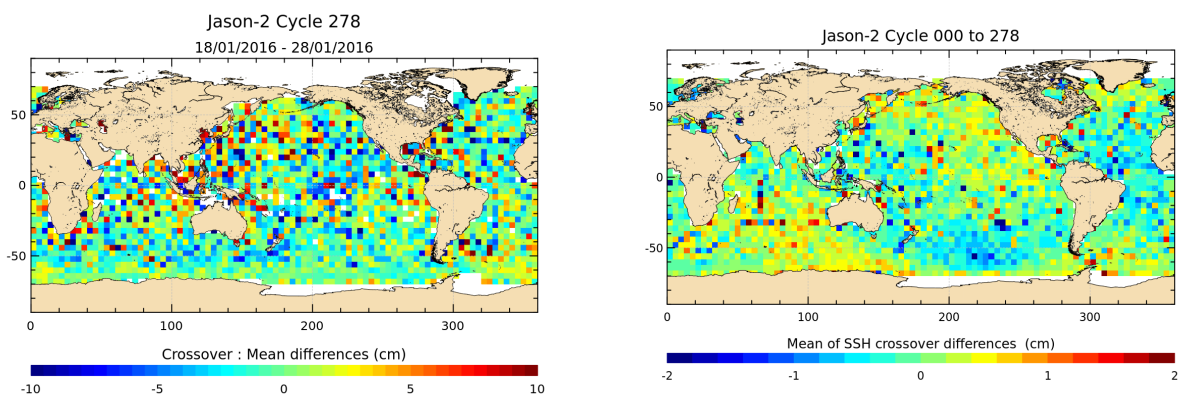 Jason-2 Cycle 278
18/01/2016 - 28/01/2016
50
0
-50
0 100 200 300
Crossover : Mean differences (cm)
-10 -5 0 5 10
Jason-2 Cycle 000 to 278
50
0
-50
0 100 200 300
Mean of SSH crossover differences (cm)
-2 -1 0 1 2